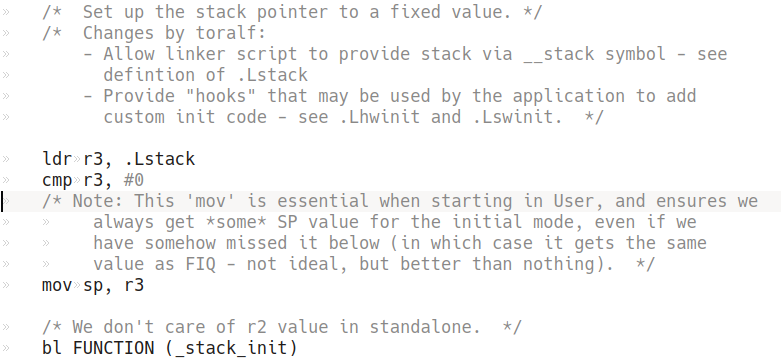 /*  Set up the stack pointer to a fixed value. */
/*  Changes by toralf:
- Allow linker script to provide stack via __stack symbol - see
defintion of .Lstack
- Provide "hooks" that may be used by the application to add
custom init code - see .Lhwinit and .Lswinit.  */
ldr» r3, .Lstack
cmp» r3, #0
/* Note: This 'mov' is essential when starting in User, and ensures we
always get *some* SP value for the initial mode, even if we
have somehow missed it below (in which case it gets the same
value as FIQ - not ideal, but better than nothing).  */
mov» sp, r3
/* We don't care of r2 value in standalone.  */
bl FUNCTION (_stack_init)